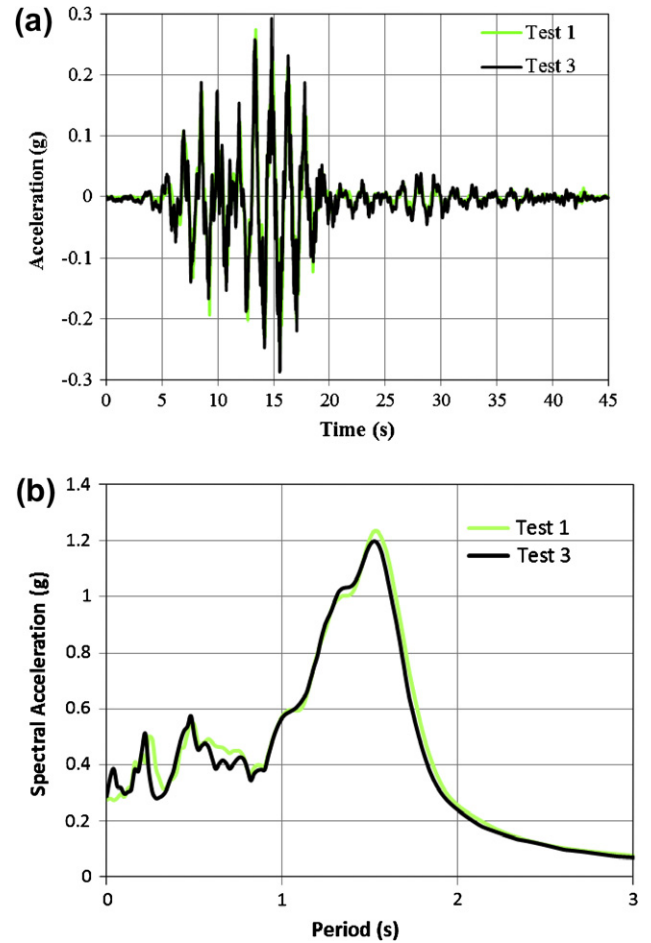 (a)
Acceleration (g)
0.3
0.2
0.1
0
-0.1
-0.2
-0.3
Test 1
Test 3
0 5 10 15 20 25 30 35 40 45
Time (s)
(b)
Spectral Acceleration (g)
1.4
1.2
1
0.8
0.6
0.4
0.2
0
Test 1
Test 3
0 1 2 3
Period (s)